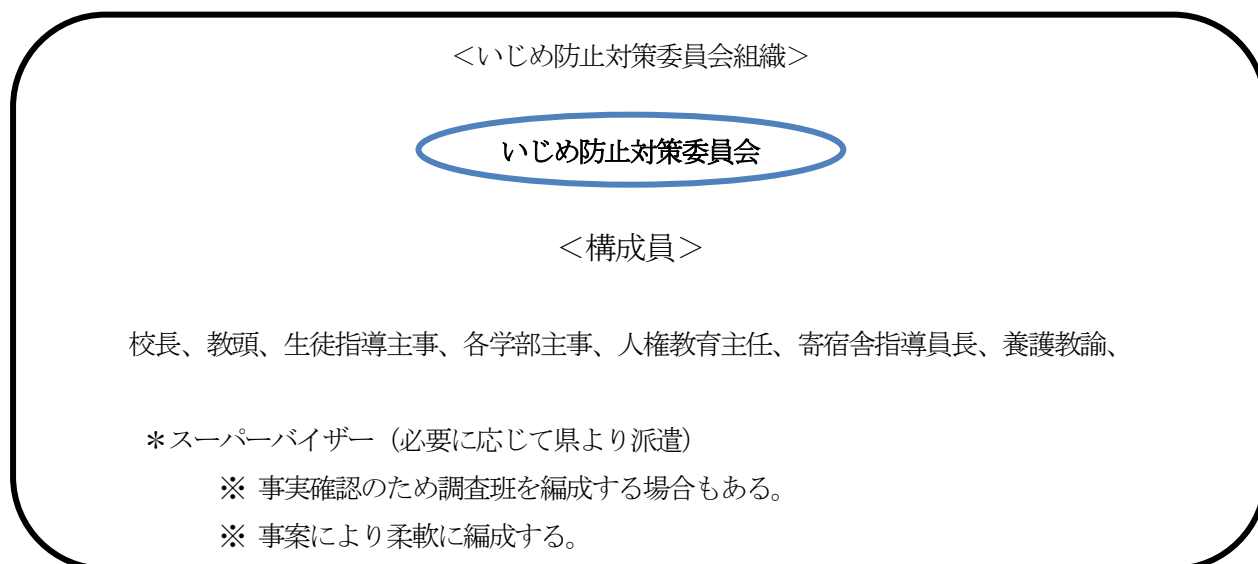 ＜いじめ防止対策委員会組織＞
いじめ防止対策委員会
＜構成員＞
校長、教頭、生徒指導主事、各学部主事、人権教育主任、寄宿舎指導員長、養護教諭、
＊スーパーバイザー（必要に応じて県より派遣）
※ 事実確認のため調査班を編成する場合もある。
※ 事案により柔軟に編成する。